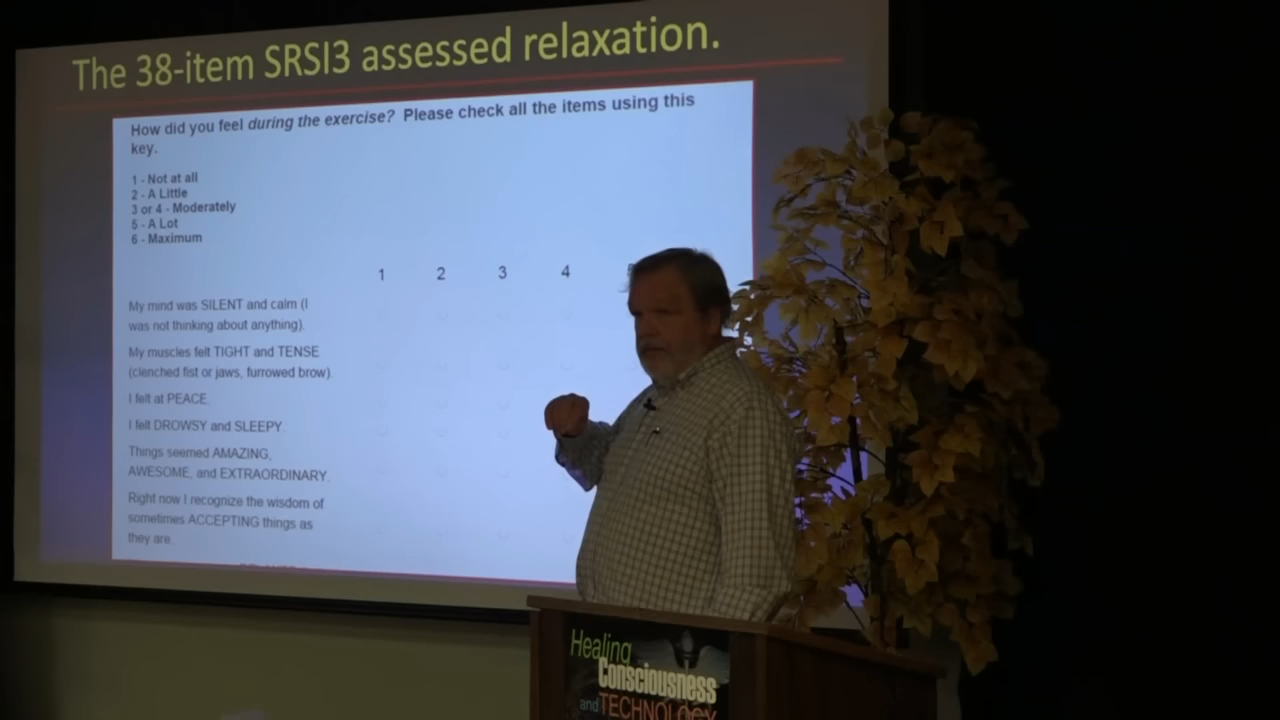 The 38-item SRSI3 assessed relaxation.
How did you feel during the exercise? Please check all the items using this
key.
1 - Not at all
2 - A Little
3 or 4 - Moderately
5 - A Lot
6 - Maximum
1 2 3 4
My mind was SILENT and calm (I
was not thinking about anything).
My muscles felt TIGHT and TENSE
(clenched fist or jaws, furrowed brow).
I felt at PEACE.
I felt DROWSY and SLEEPY.
Things seemed AMAZING,
AWESOME, and EXTRAORDINARY.
Right now I recognize the wisdom of
sometimes ACCEPTING things as
they are.
Healing
Consciousness
and TECHNOLOGY